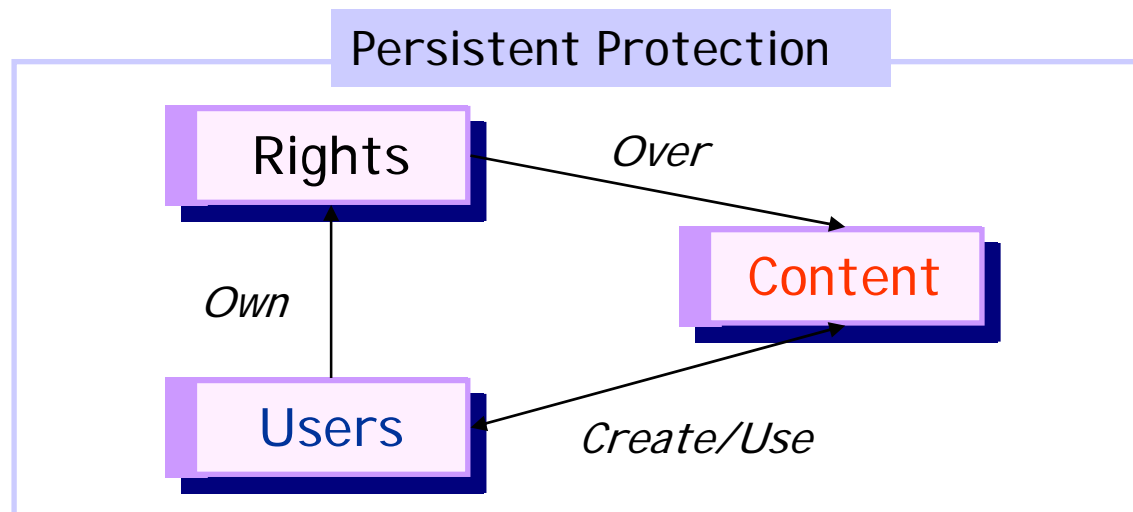 Persistent Protection
Rights
Over
Content
Own
Users
Create/Use